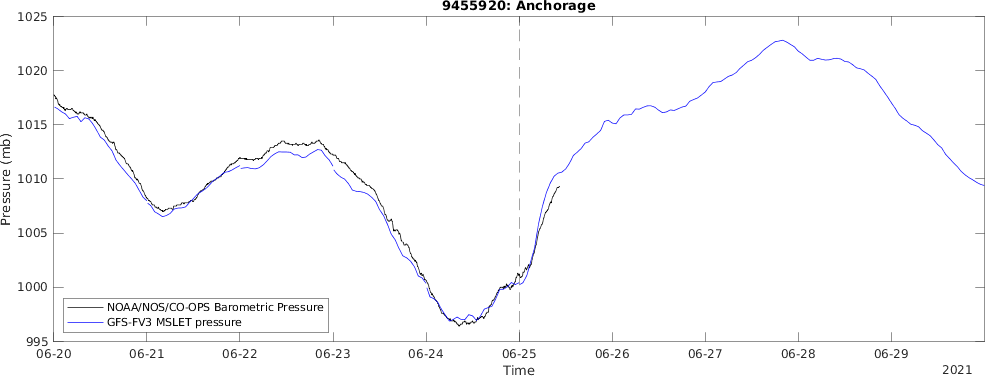 9455920: Anchorage
1025
1020
1015
1010
1005
1000
995
Pressure (mb)
NOAA/NOS/CO-OPS Barometric Pressure
GFS-FV3 MSLET pressure
06-20 06-21 06-22 06-23 06-24 06-25 06-26 06-27 06-28 06-29
Time
2021